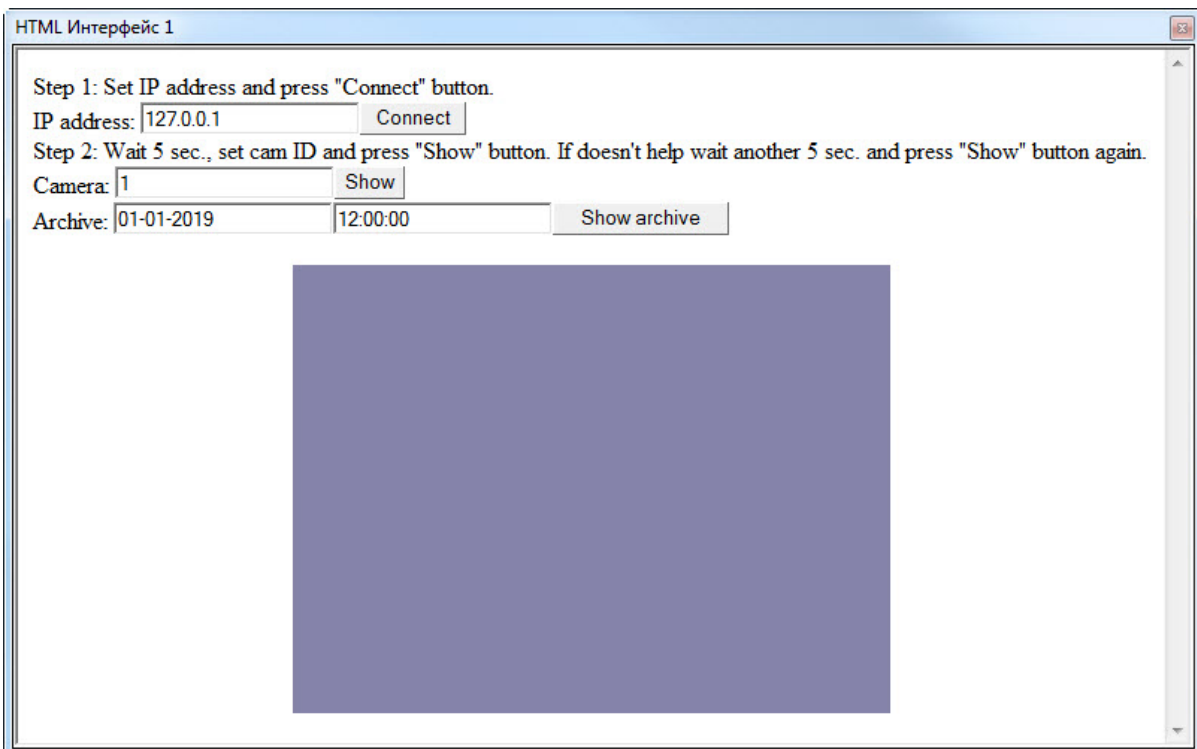 HTML Интерфейс 1
Step 1: Set IP address and press "Connect" button.
IP address: 127.0.0.1 Connect
Step 2: Wait 5 sec., set cam ID and press "Show" button. If doesn't help wait another 5 sec. and press "Show" button again.
Camera: 1 Show
Archive: 01-01-2019 12:00:00 Show archive